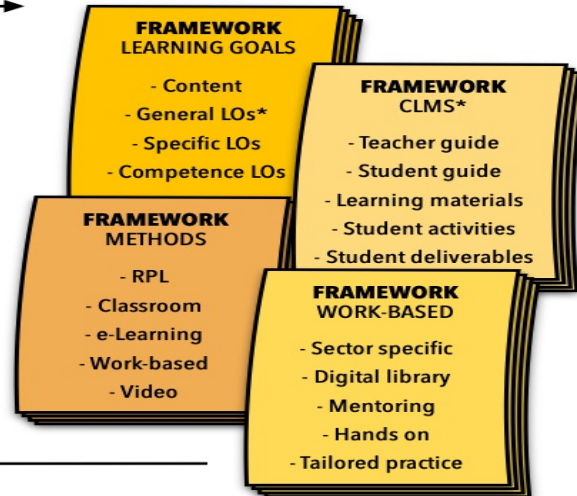 FRAMEWORK
LEARNING GOALS
- Content
- General LOs*
- Specific LOs
- Competence LOs
FRAMEWORK
CLMS*
- Teacher guide
- Student guide
- Learning materials
- Student activities
- Student deliverables
FRAMEWORK
METHODS
- RPL
- Classroom
- e-Learning
- Work-based
- Video
FRAMEWORK
WORK-BASED
- Sector specific
- Digital library
- Mentoring
- Hands on
- Tailored practice